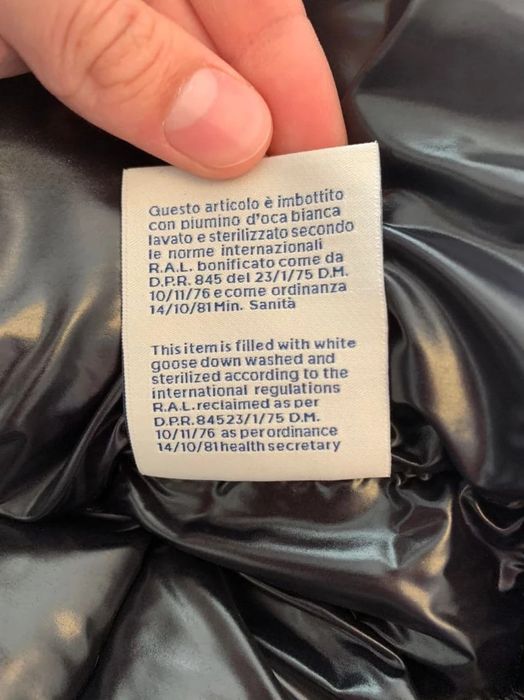 Questo articolo è imbottito
con piumino d'oca bianca
lavato e sterilizzato secondo
le norme internazionali
R.A.L. bonificato come da
D.P.R. 845 del 23/1/75 D.M.
10/11/76 e come ordinanza
14/10/81 Min. Sanità
This item is filled with white
goose down washed and
sterilized according to the
international regulations
R.A.L. reclaimed as per
D.P.R. 84523/1/75 D.M.
10/11/76 as per ordinance
14/10/81 health secretary